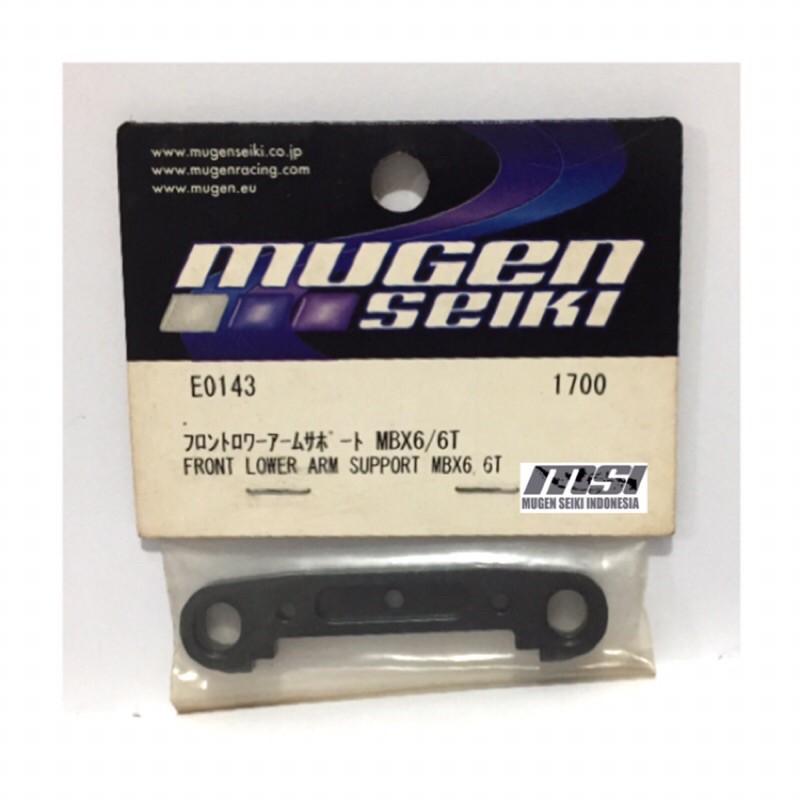 www.mugenseiki.co.jp
www.mugenracing.com
www.mugen.eu
mugen
seiki
E0143
1700
フロントロワーアームサポート MBX6/6T
FRONT LOWER ARM SUPPORT MBX6 6T
MSI
MUGEN SEIKI INDONESIA